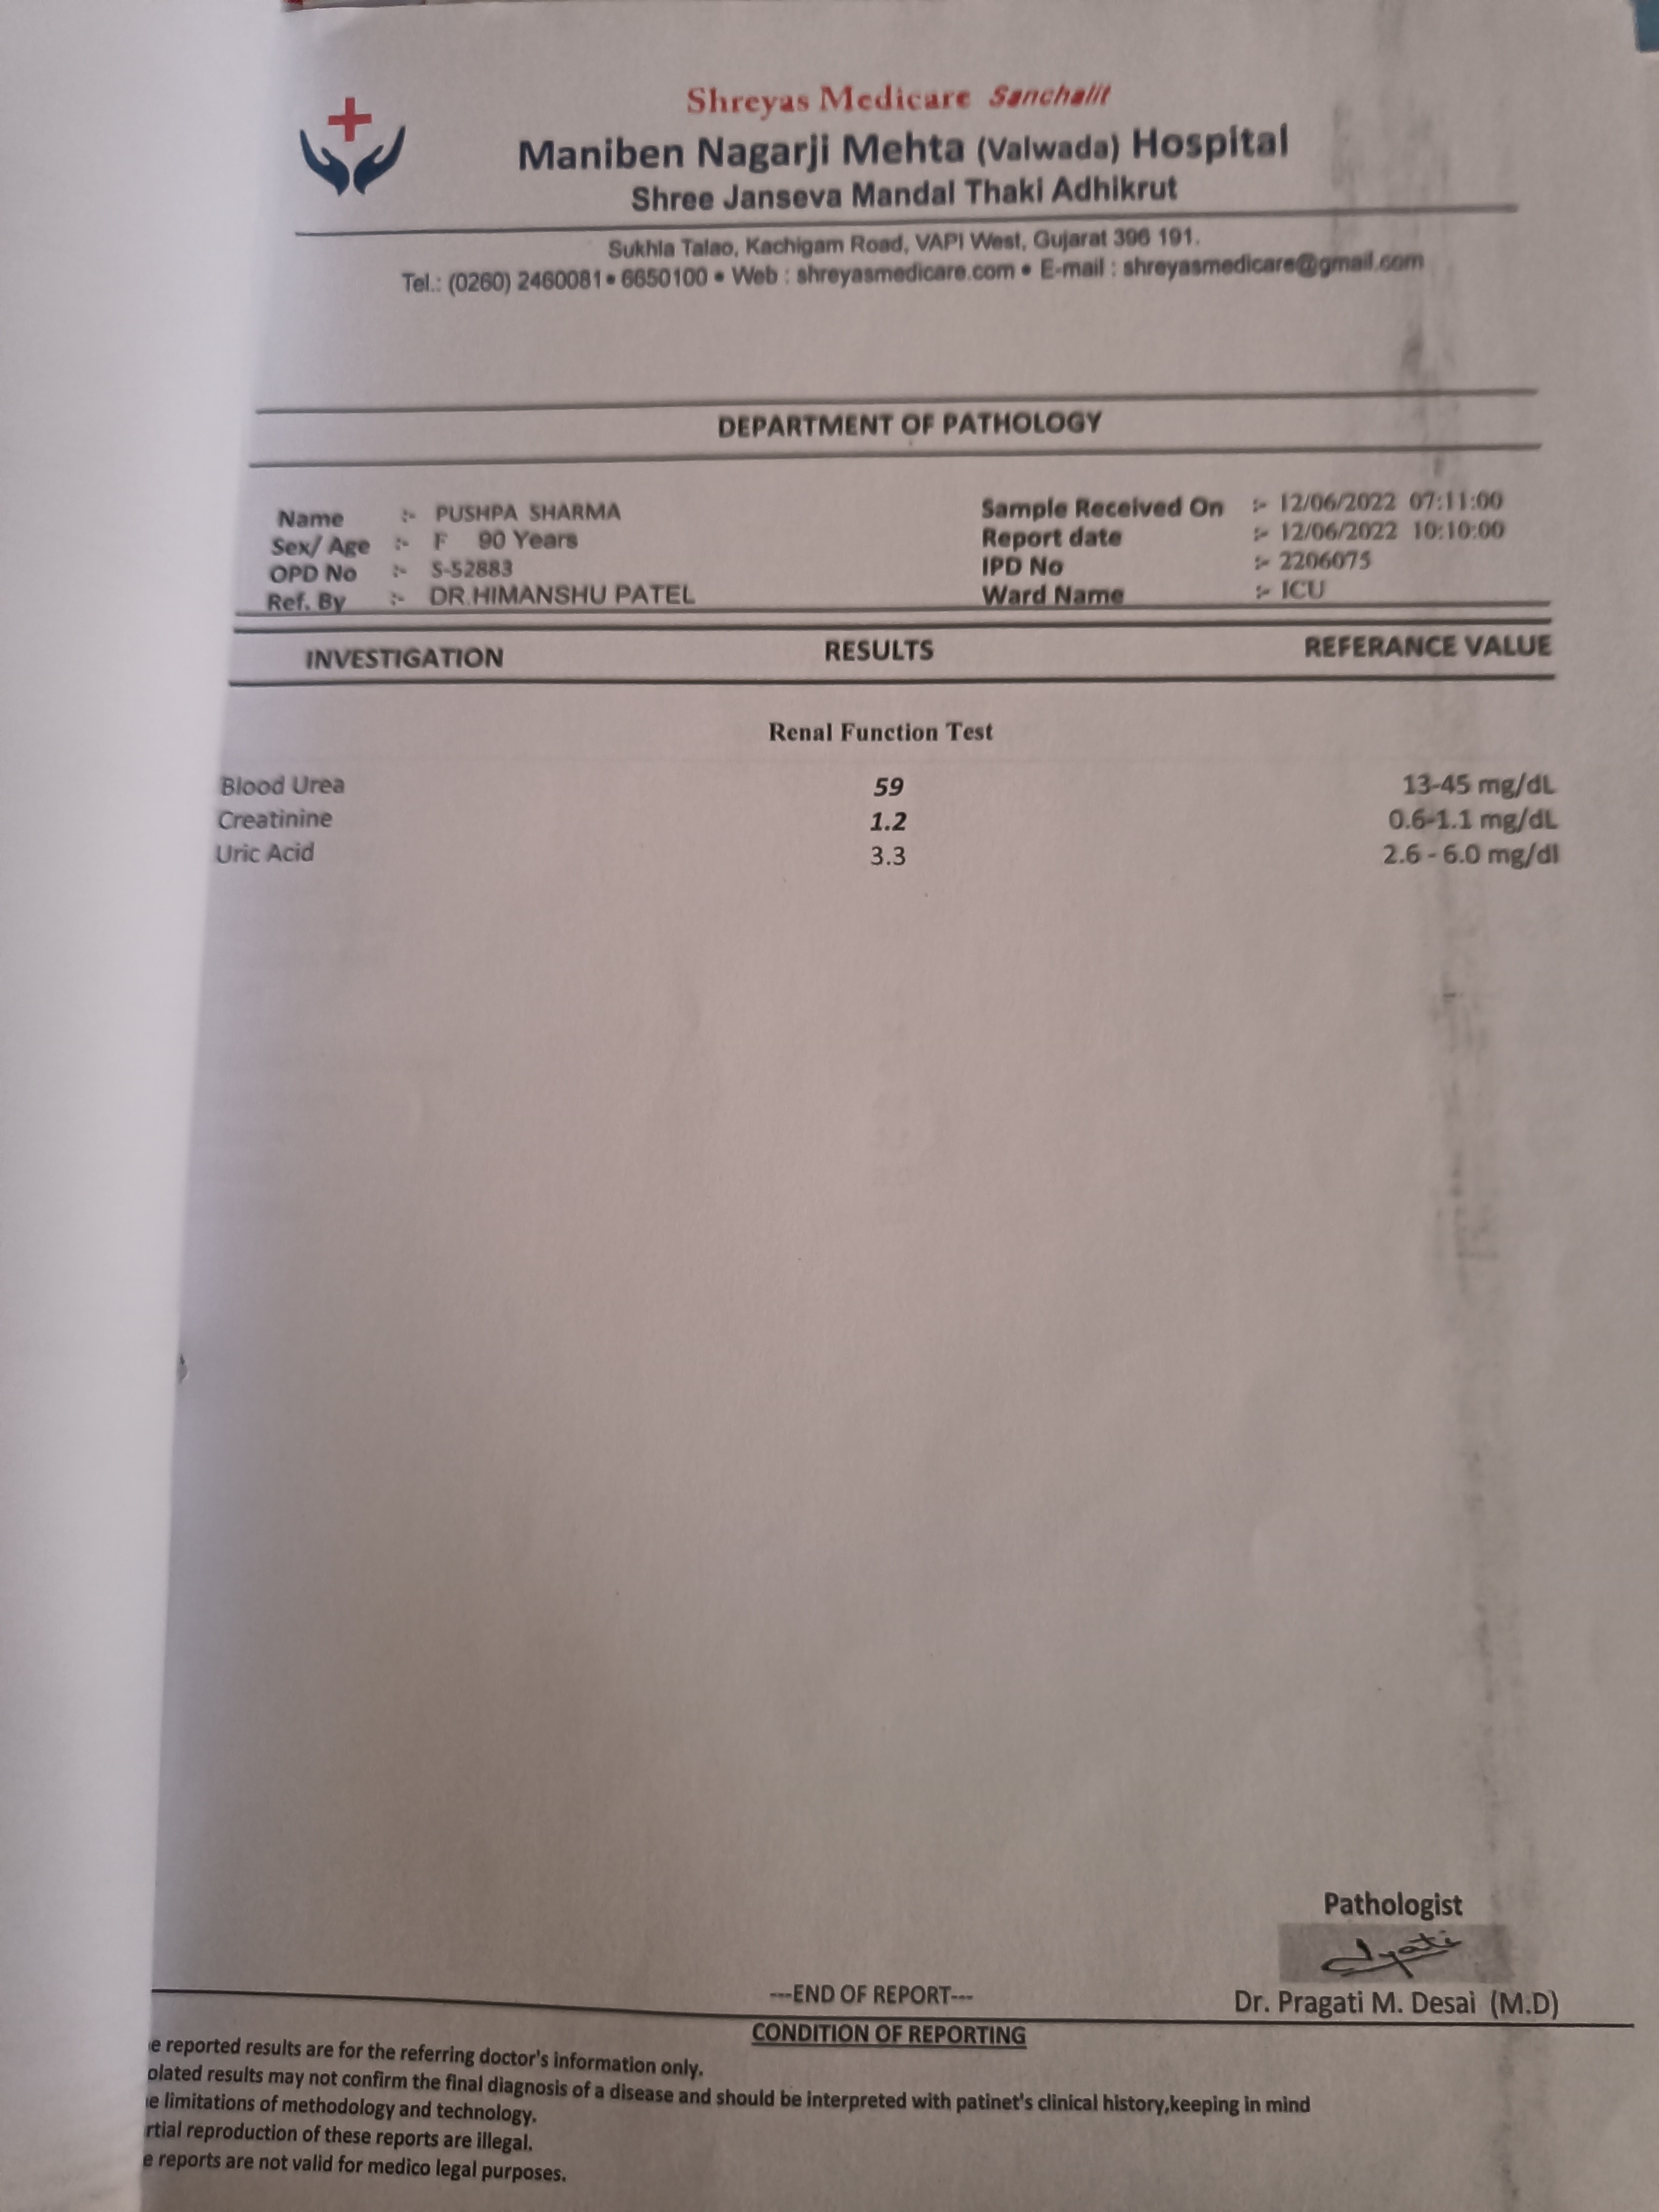 Shreyas Medicare Sanchalit
Maniben Nagarji Mehta (Valwada) Hospital
Shree Janseva Mandal Thaki Adhikrut
Sukhla Talao, Kachigam Road, VAPI West, Gujarat 396 191.
Tel.: (0260) 2460081 • 6650100 • Web : shreyasmedicare.com • E-mail : shreyasmedicare@gmail.com
DEPARTMENT OF PATHOLOGY
Name :- PUSHPA SHARMA Sample Received On :- 12/06/2022 07:11:00
Sex/ Age :- F 90 Years Report date :- 12/06/2022 10:10:00
OPD No :- S-52883 IPD No :- 2206075
Ref. By :- DR.HIMANSHU PATEL Ward Name :- ICU
INVESTIGATION RESULTS REFERANCE VALUE
Renal Function Test
Blood Urea 59 13-45 mg/dL
Creatinine 1.2 0.6-1.1 mg/dL
Uric Acid 3.3 2.6 - 6.0 mg/dl
Pathologist
---END OF REPORT---
Dr. Pragati M. Desai (M.D)
CONDITION OF REPORTING
e reported results are for the referring doctor's information only.
olated results may not confirm the final diagnosis of a disease and should be interpreted with patinet's clinical history,keeping in mind
e limitations of methodology and technology.
rtial reproduction of these reports are illegal.
e reports are not valid for medico legal purposes.